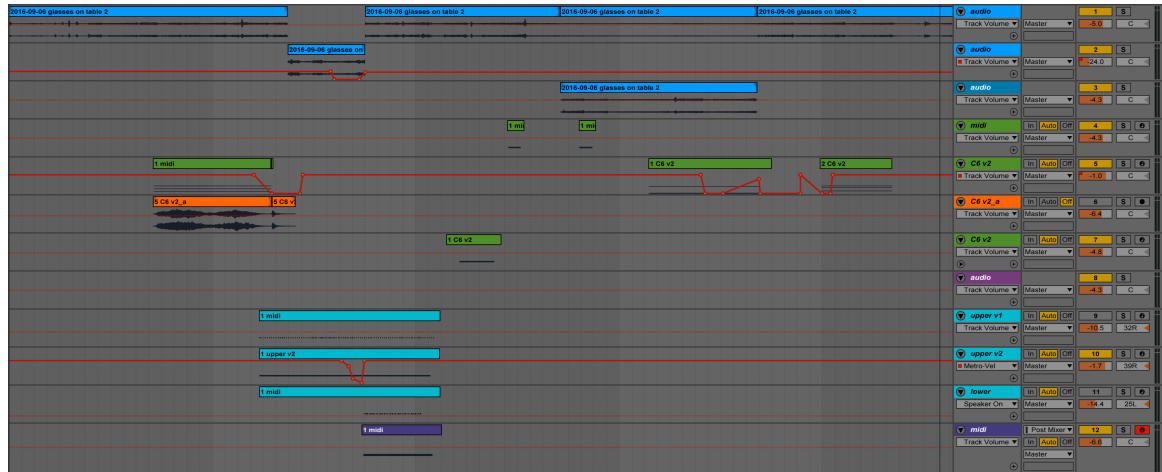 2016-09-06 glasses on table 2 2016-09-06 glasses on table 2 2016-09-06 glasses on table 2 2016-09-06 glasses on table 2 audio 1 S
Track Volume Master -5.0 C
2016-09-06 glasses on audio 2 S
Track Volume Master -24.0 C
2016-09-06 glasses on table 2 audio 3 S
Track Volume Master -4.3 C
1 mi 1 mi midi In Auto Off 4 S
Track Volume Master -4.3 C
1 midi 1 C6 v2 2 C6 v2 C6 v2 In Auto Off 5 S
Track Volume Master -1.0 C
5 C6 v2_a 5 C6 v C6 v2_a In Auto Off 6 S
Track Volume Master -6.4 C
1 C6 v2 C6 v2 In Auto Off 7 S
Track Volume Master -4.8 C
audio 8 S
Track Volume Master -4.3 C
1 midi upper v1 In Auto Off 9 S
Track Volume Master -10.5 32R
1 upper v2 upper v2 In Auto Off 10 S
Metro-Vel Master -1.7 39R
1 midi lower In Auto Off 11 S
Speaker On Master -14.4 25L
1 midi midi Post Mixer 12 S
Track Volume In Auto Off -6.6 C
Master